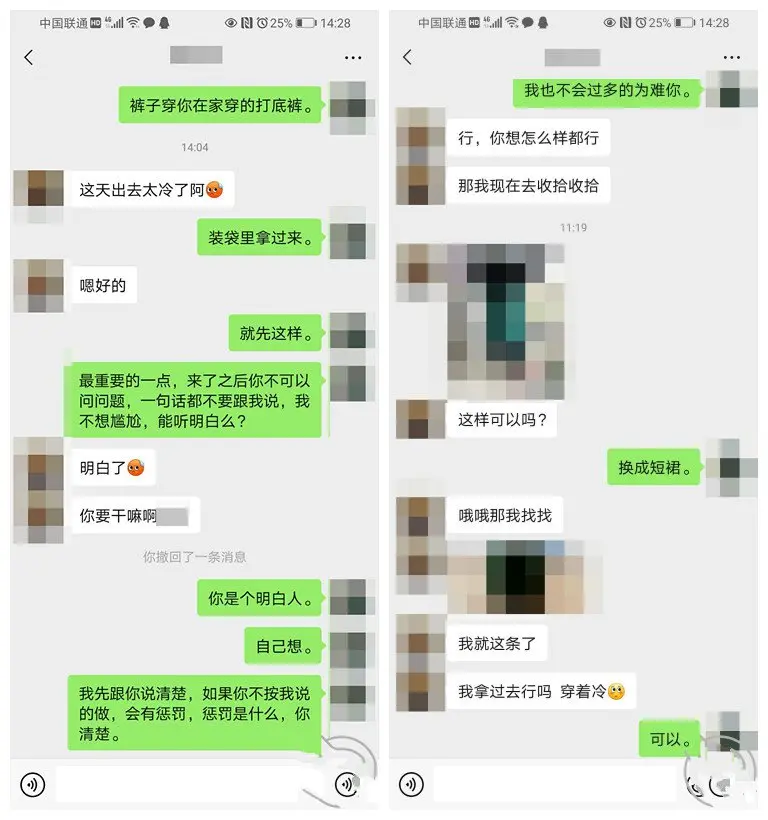 中国联通HD 4G 25% 14:28
裤子穿你在家穿的打底裤。
14:04
这天出去太冷了阿
装袋里拿过来。
嗯好的
就先这样。
最重要的一点，来了之后你不可以
问问题，一句话都不要跟我说，我
不想尴尬，能听明白么？
明白了
你要干嘛啊
你撤回了一条消息
你是个明白人。
自己想。
我先跟你说清楚，如果你不按我说
的做，会有惩罚，惩罚是什么，你
清楚。
中国联通HD 4G 25% 14:28
我也不会过多的为难你。
行，你想怎么样都行
那我现在去收拾收拾
11:19
这样可以吗？
换成短裙。
哦哦那我找找
我就这条了
我拿过去行吗 穿着冷
可以。